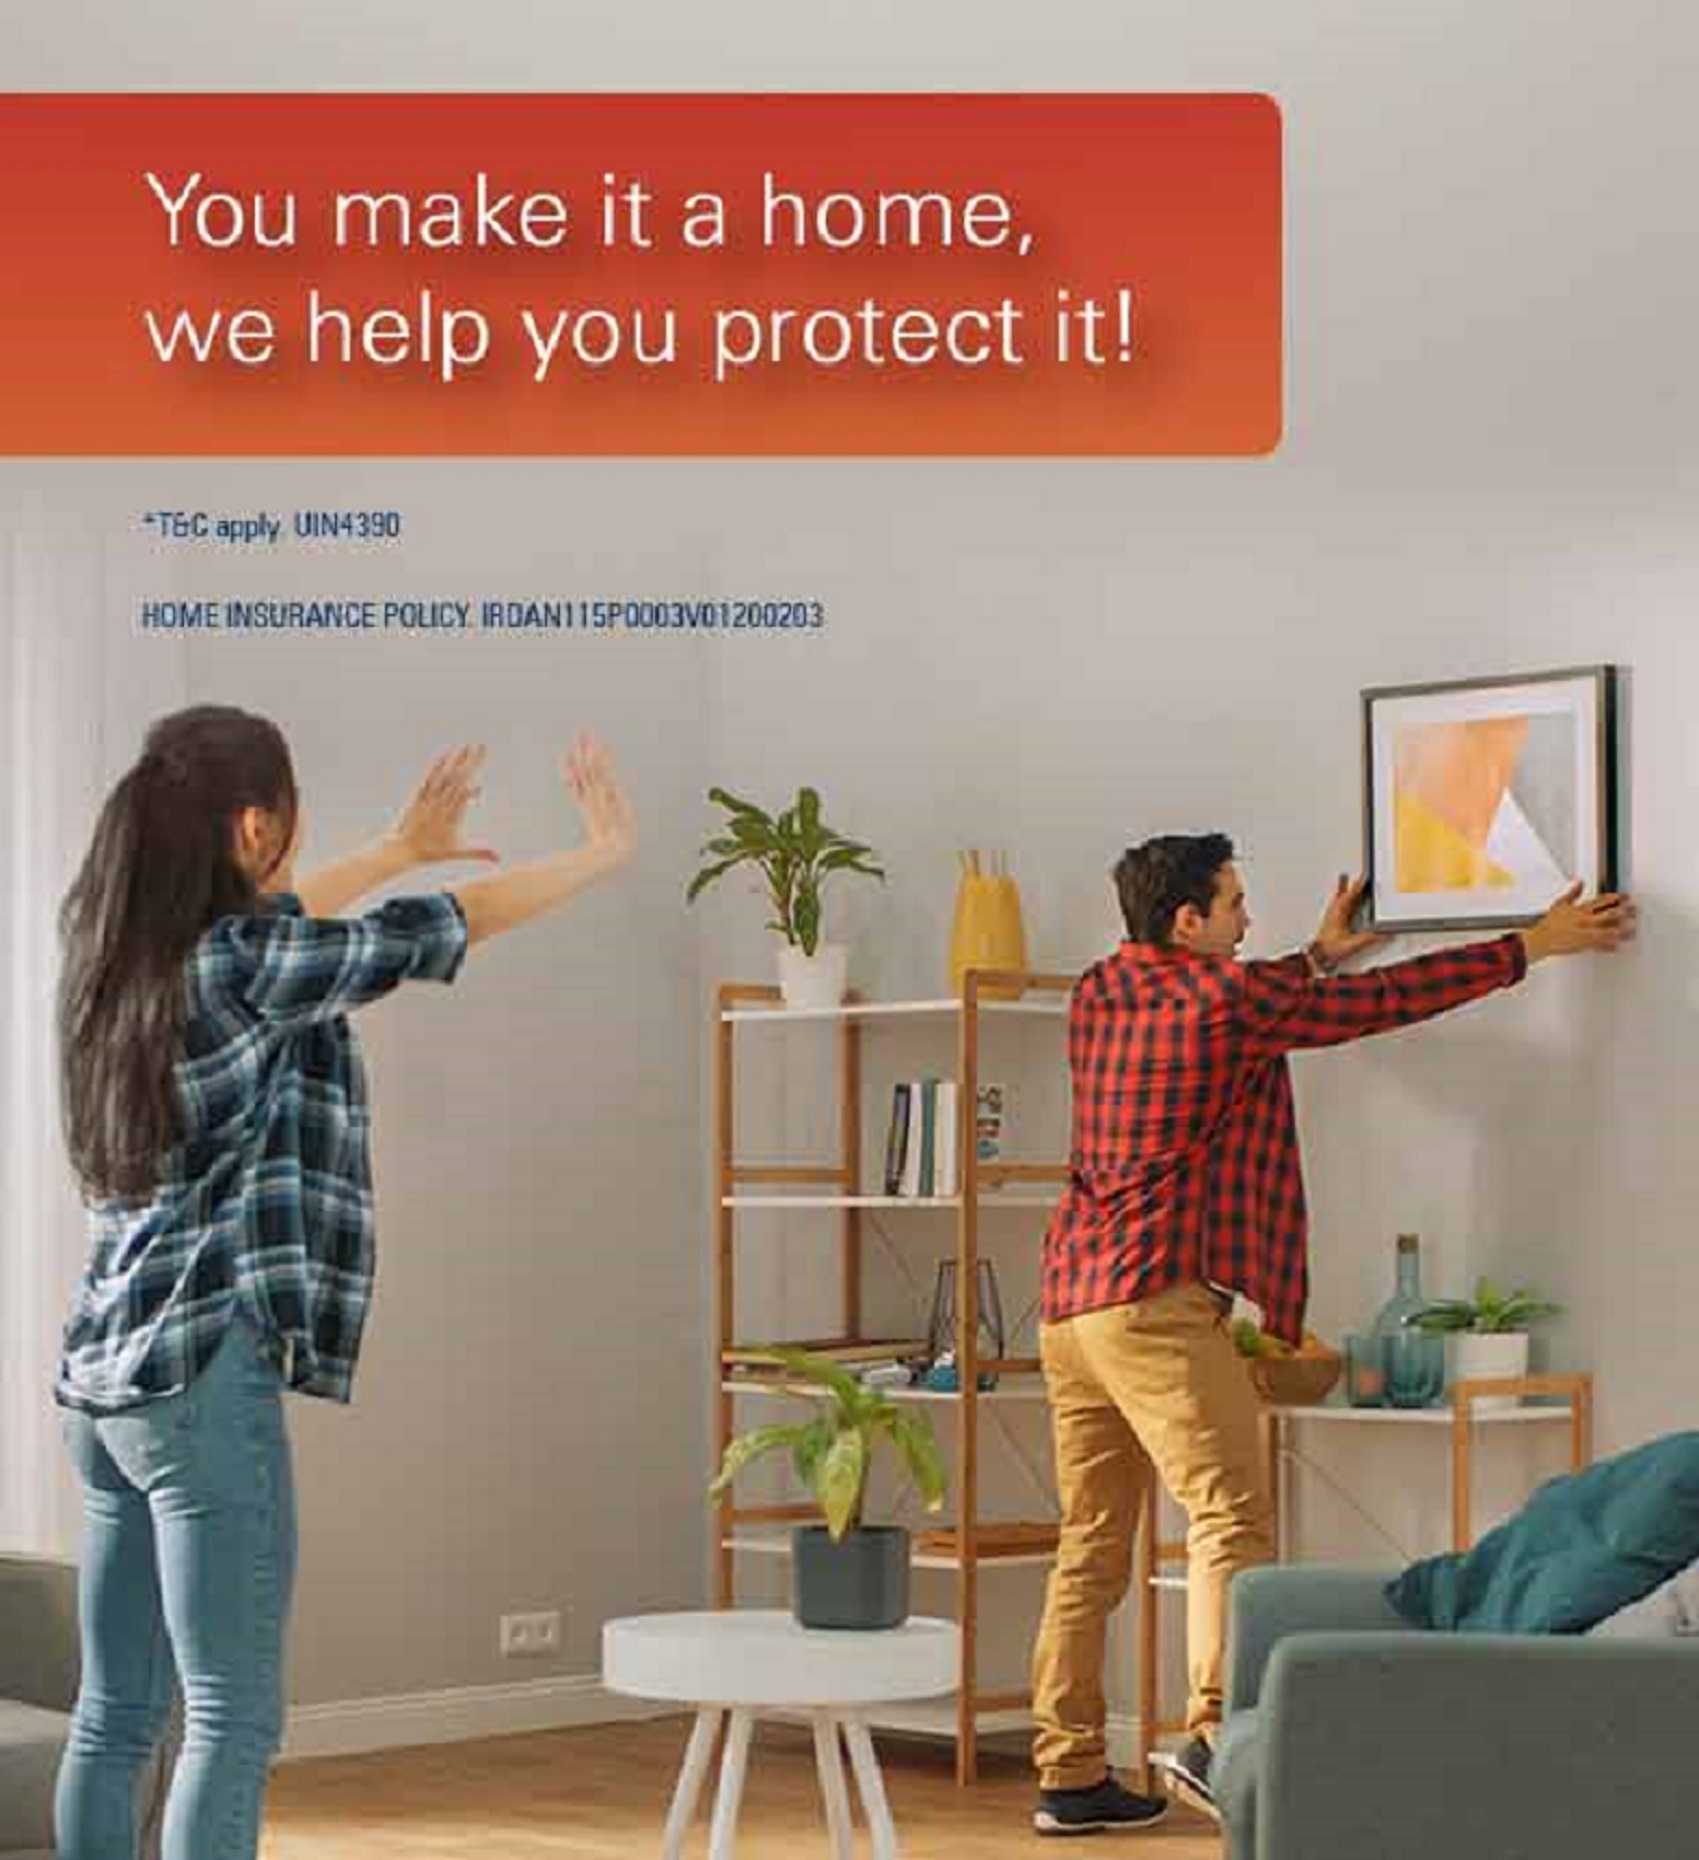 You make it a home,
we help you protect it!
*T&C apply. UIN4390
HOME INSURANCE POLICY. IRDAN115P0003V01200203